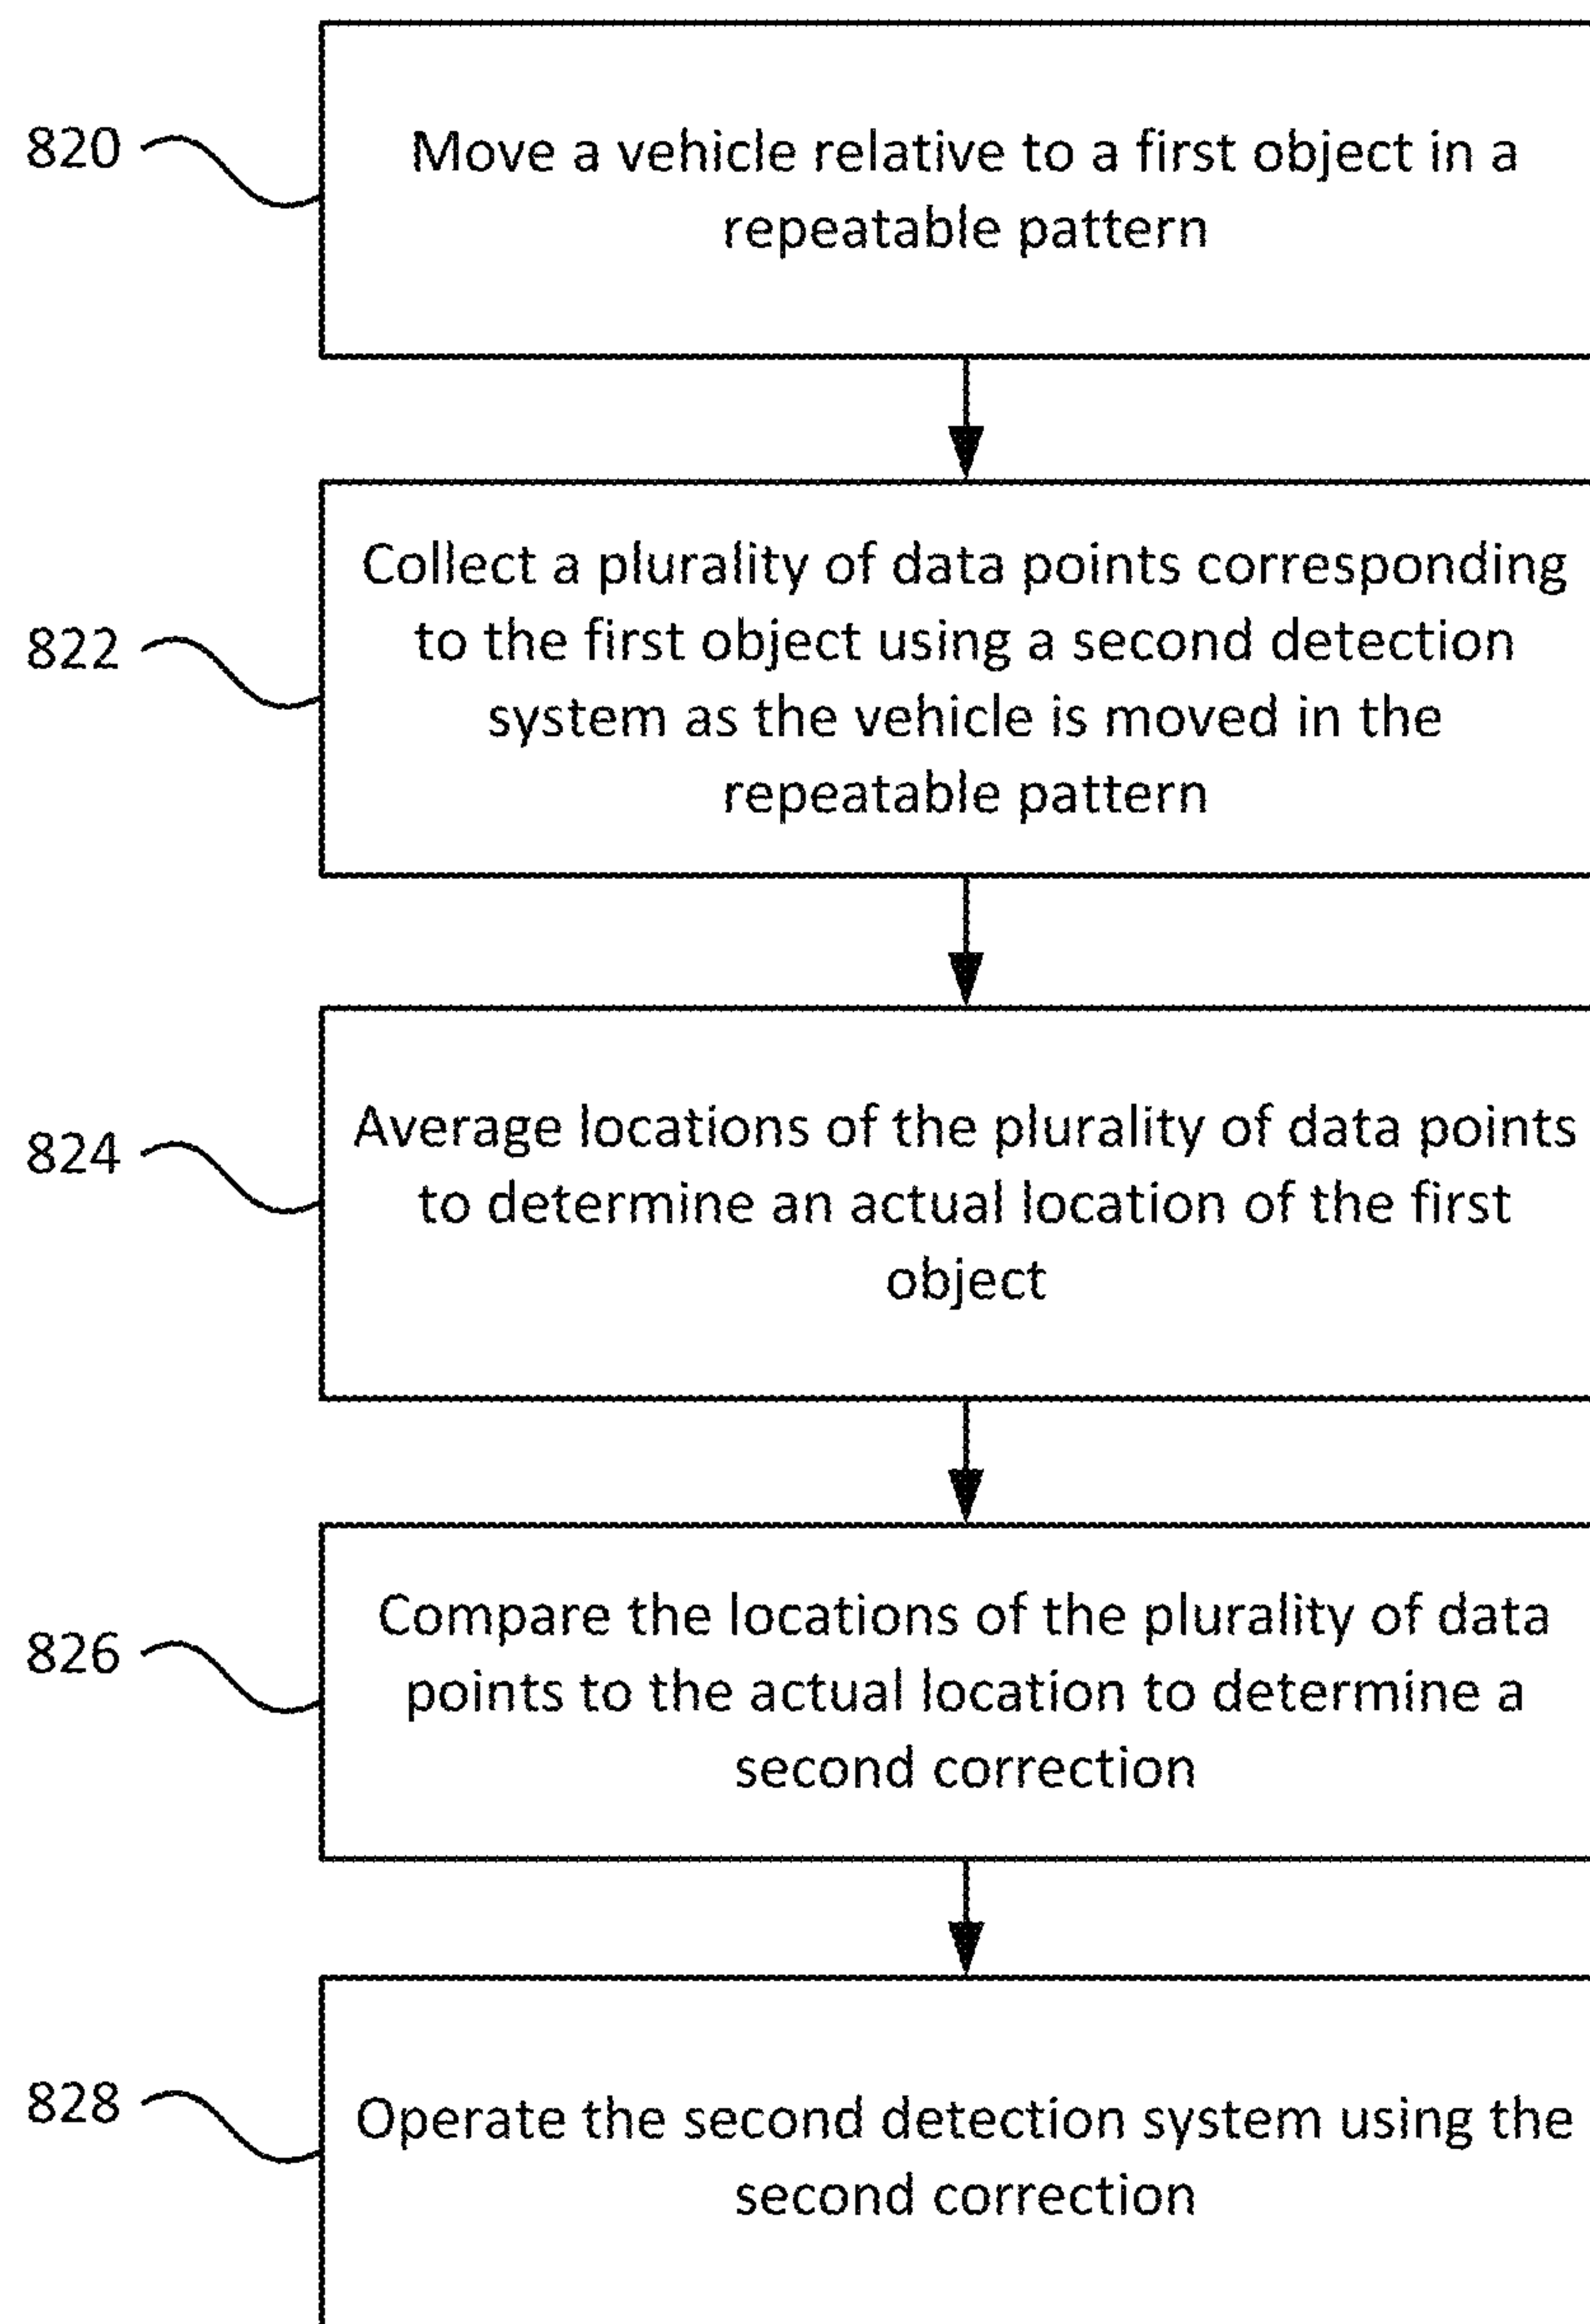 820
Move a vehicle relative to a first object in a
repeatable pattern
822
Collect a plurality of data points corresponding
to the first object using a second detection
system as the vehicle is moved in the
repeatable pattern
824
Average locations of the plurality of data points
to determine an actual location of the first
object
826
Compare the locations of the plurality of data
points to the actual location to determine a
second correction
828
Operate the second detection system using the
second correction